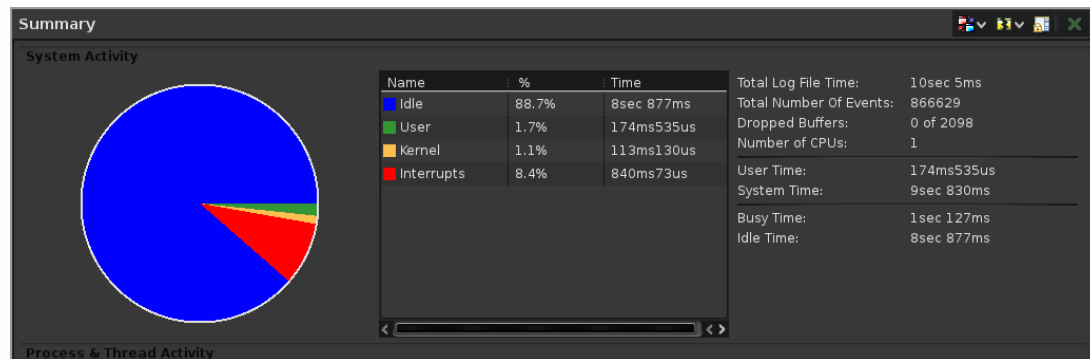 Summary
System Activity
Name % Time
Idle 88.7% 8sec 877ms
User 1.7% 174ms535us
Kernel 1.1% 113ms130us
Interrupts 8.4% 840ms73us
Total Log File Time: 10sec 5ms
Total Number Of Events: 866629
Dropped Buffers: 0 of 2098
Number of CPUs: 1
User Time: 174ms535us
System Time: 9sec 830ms
Busy Time: 1sec 127ms
Idle Time: 8sec 877ms
Process & Thread Activity